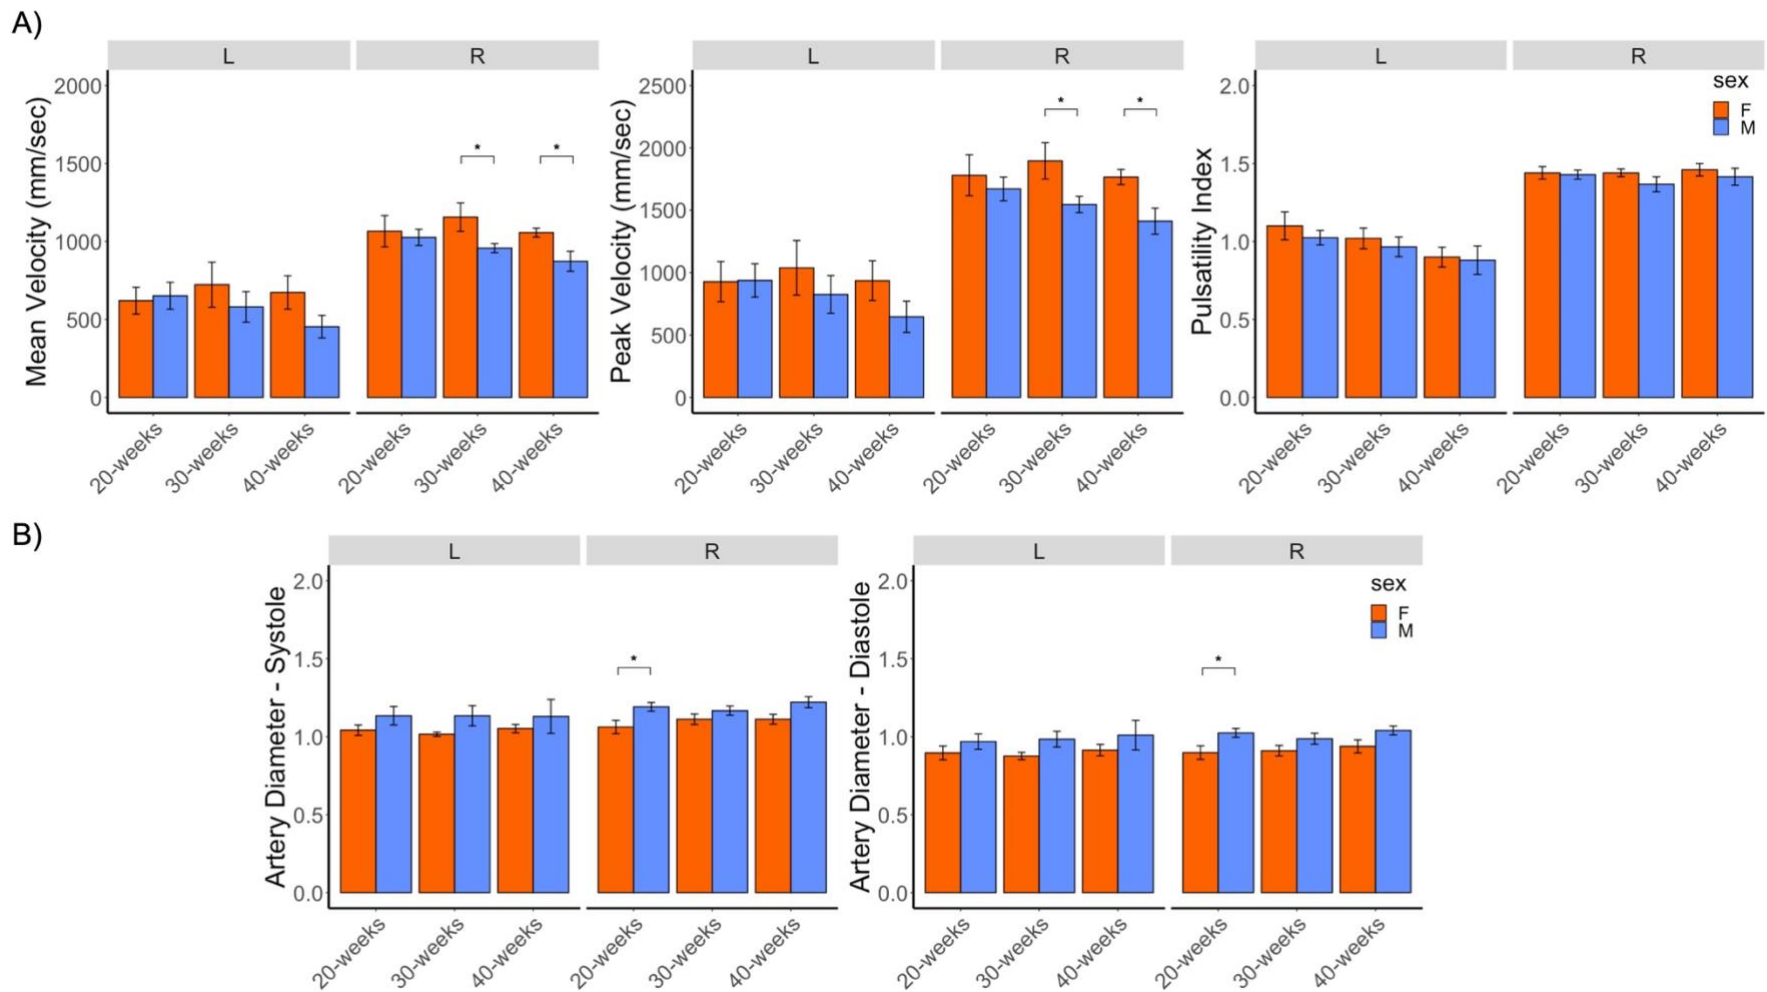 A)
L R
Mean Velocity (mm/sec)
2000
1500
1000
500
0
* *
20-weeks 30-weeks 40-weeks 20-weeks 30-weeks 40-weeks
L R
Peak Velocity (mm/sec)
2500
2000
1500
1000
500
0
* *
20-weeks 30-weeks 40-weeks 20-weeks 30-weeks 40-weeks
L R
Pulsatility Index
2.0
1.5
1.0
0.5
0.0
sex
F
M
20-weeks 30-weeks 40-weeks 20-weeks 30-weeks 40-weeks
B)
L R
Artery Diameter - Systole
2.0
1.5
1.0
0.5
0.0
*
20-weeks 30-weeks 40-weeks 20-weeks 30-weeks 40-weeks
L R
Artery Diameter - Diastole
2.0
1.5
1.0
0.5
0.0
*
sex
F
M
20-weeks 30-weeks 40-weeks 20-weeks 30-weeks 40-weeks